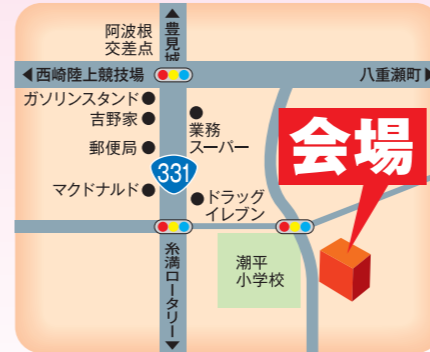 ▲豊見城
阿波根
交差点
◀西崎陸上競技場
八重瀬町▶
ガソリンスタンド●
吉野家●
郵便局●
マクドナルド●
●
業務
スーパー
331
会場
●ドラッグ
イレブン
潮平
小学校
糸満ロータリー▼